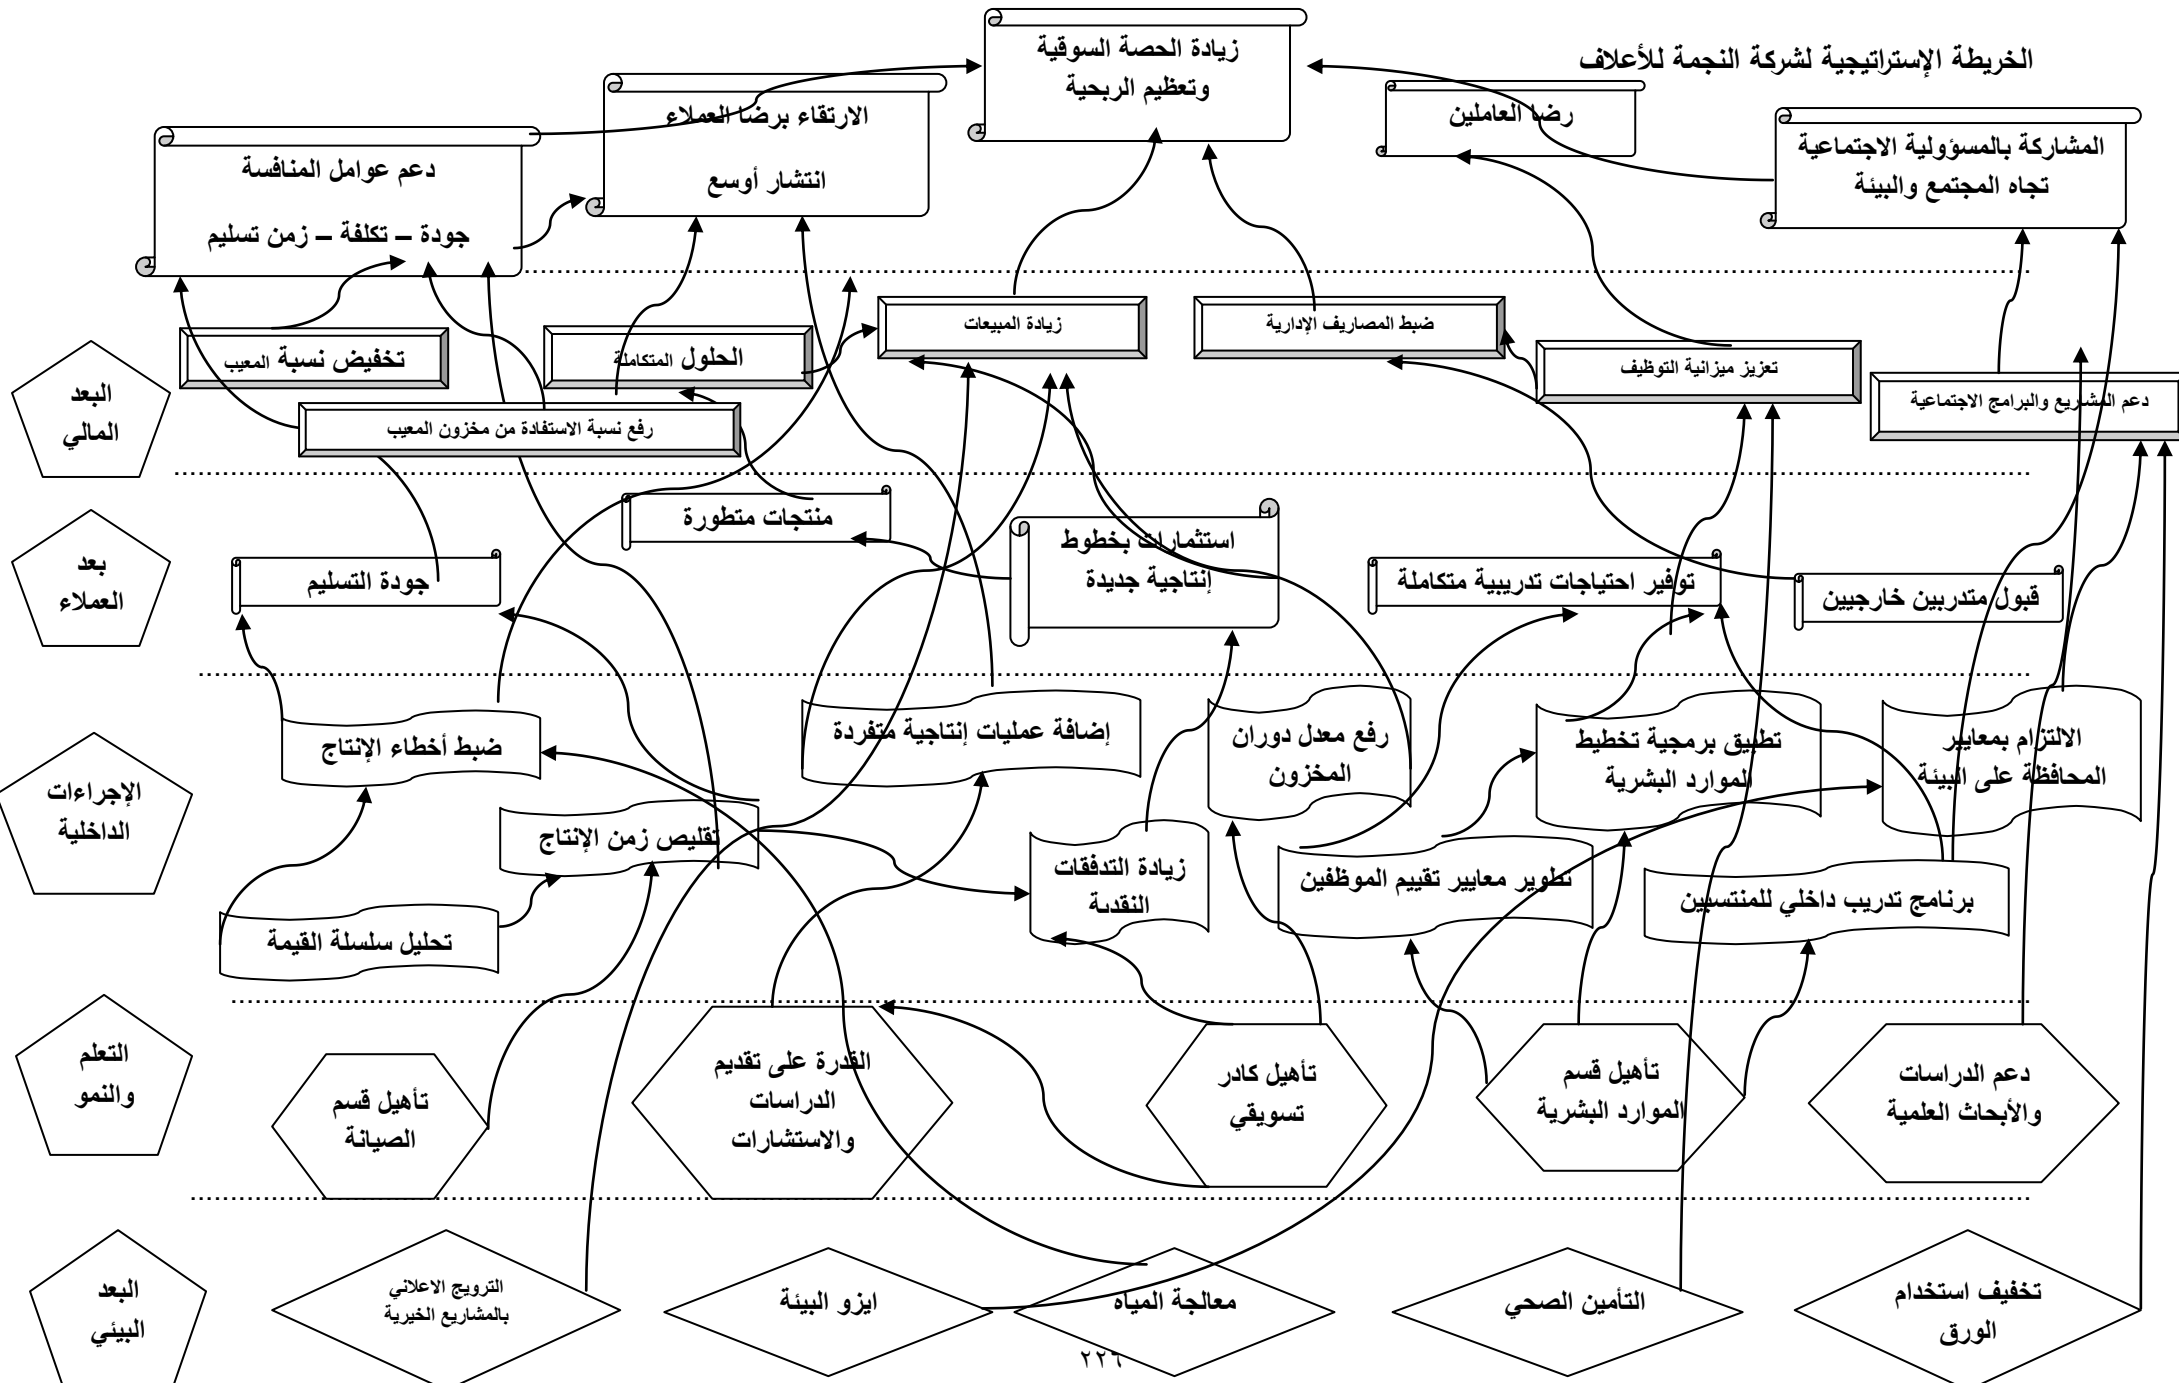 الخريطة الإستراتيجية لشركة النجمة للأعلاف
زيادة الحصة السوقية
وتعظيم الربحية
رضا العاملين
المشاركة بالمسؤولية الاجتماعية
تجاه المجتمع والبيئة
الارتقاء برضا العملاء
انتشار أوسع
دعم عوامل المنافسة
جودة – تكلفة – زمن تسليم
البعد
المالي
دعم المشاريع والبرامج الاجتماعية
تعزيز ميزانية التوظيف
ضبط المصاريف الإدارية
زيادة المبيعات
الحلول المتكاملة
تخفيض نسبة المعيب
رفع نسبة الاستفادة من مخزون المعيب
بعد
العملاء
قبول متدربين خارجيين
توفير احتياجات تدريبية متكاملة
استثمارات بخطوط
إنتاجية جديدة
منتجات متطورة
جودة التسليم
الإجراءات
الداخلية
الالتزام بمعايير
المحافظة على البيئة
تطبيق برمجية تخطيط
الموارد البشرية
رفع معدل دوران
المخزون
إضافة عمليات إنتاجية متفردة
ضبط أخطاء الإنتاج
برنامج تدريب داخلي للمنتسبين
تطوير معايير تقييم الموظفين
زيادة التدفقات
النقدية
تقليص زمن الإنتاج
تحليل سلسلة القيمة
التعلم
والنمو
دعم الدراسات
والأبحاث العلمية
تأهيل قسم
الموارد البشرية
تأهيل كادر
تسويقي
القدرة على تقديم
الدراسات
والاستشارات
تأهيل قسم
الصيانة
البعد
البيئي
تخفيف استخدام
الورق
التأمين الصحي
معالجة المياه
ايزو البيئة
الترويج الاعلاني
بالمشاريع الخيرية
٢٢٦